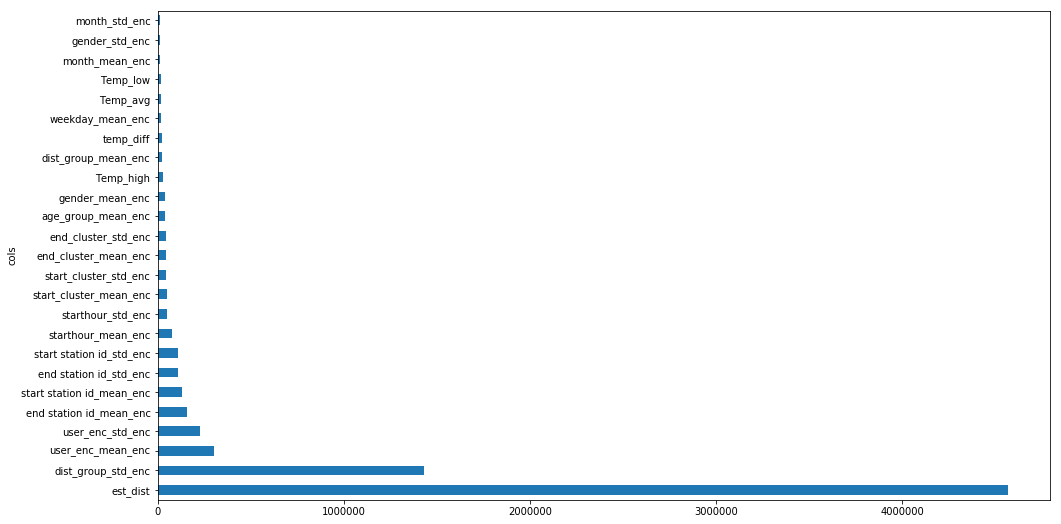 month_std_enc
gender_std_enc
month_mean_enc
Temp_low
Temp_avg
weekday_mean_enc
temp_diff
dist_group_mean_enc
Temp_high
gender_mean_enc
age_group_mean_enc
end_cluster_std_enc
end_cluster_mean_enc
start_cluster_std_enc
start_cluster_mean_enc
starthour_std_enc
starthour_mean_enc
start station id_std_enc
end station id_std_enc
start station id_mean_enc
end station id_mean_enc
user_enc_std_enc
user_enc_mean_enc
dist_group_std_enc
est_dist
cols
0 1000000 2000000 3000000 4000000